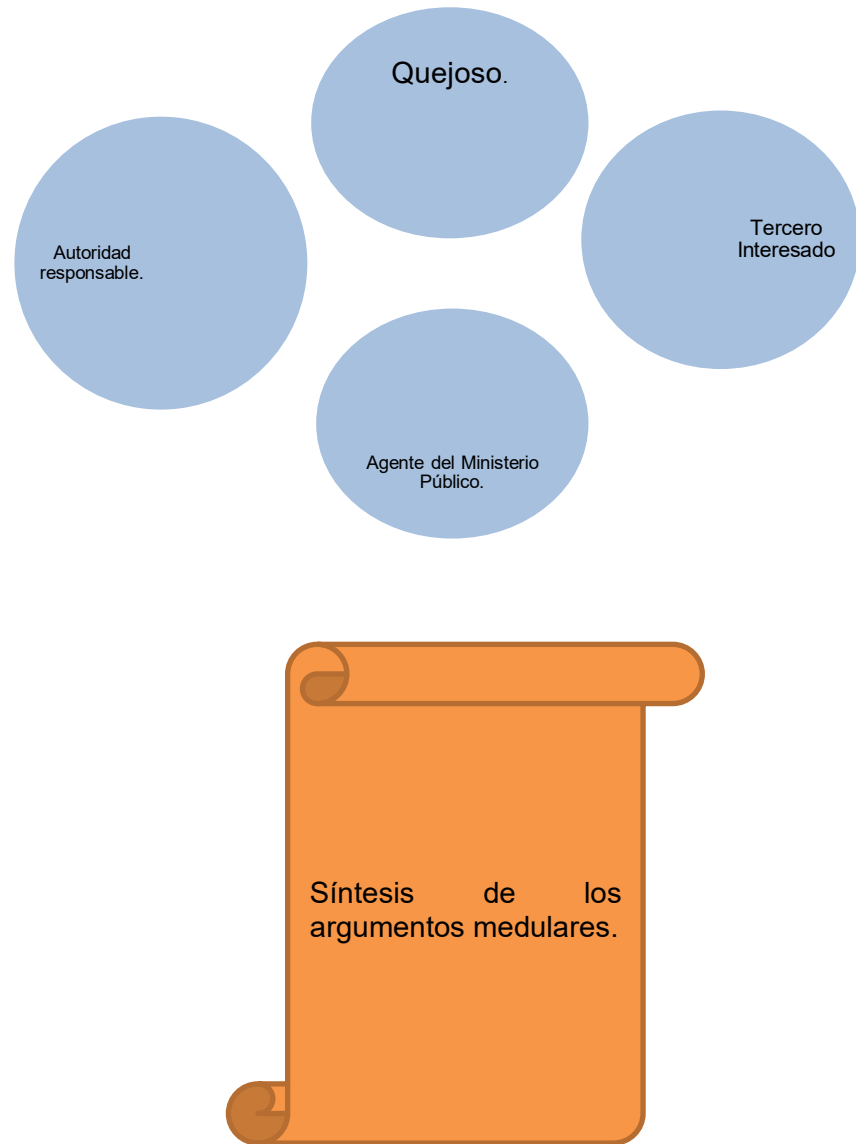 Quejoso.
Autoridad
responsable.
Tercero
Interesado
Agente del Ministerio
Público.
Síntesis de los
argumentos medulares.